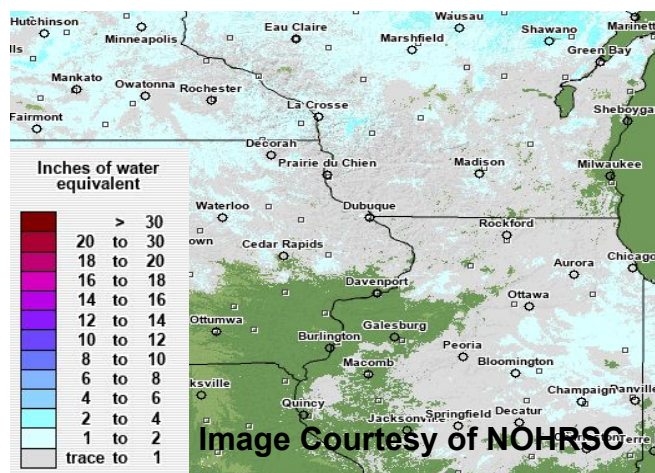 Hutchinson
Minneapolis
Eau Claire
Wausau
Marshfield
Shawano
Marinett
lls
Green Bay
Mankato
Owatonna
Rochester
La Crosse
Sheboyga
Fairmont
Decorah
Prairie du Chien
Madison
Milwaukee
Inches of water
equivalent
> 30
20 to 30
18 to 20
16 to 18
14 to 16
12 to 14
10 to 12
8 to 10
6 to 8
4 to 6
2 to 4
1 to 2
trace to 1
Waterloo
Dubuque
Rockford
own
Cedar Rapids
Aurora
Chicago
Davenport
Ottawa
Ottumwa
Burlington
Galesburg
Peoria
Bloomington
Macomb
ksville
Quincy
Champaign
Danville
Jacksonville
Springfield
Decatur
Terre
Image Courtesy of NOHRSC